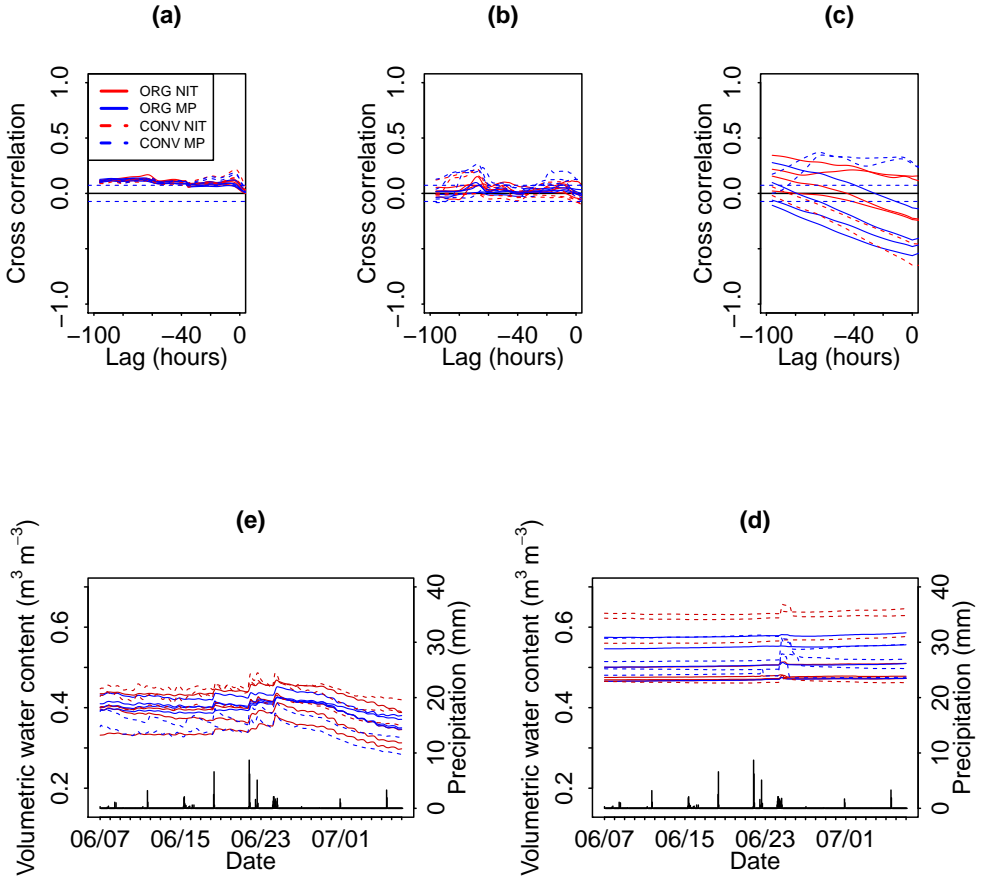 (a)
(b)
(c)
Cross correlation
1.0
0.5
0.0
−1.0
ORG NIT
ORG MP
CONV NIT
CONV MP
−100
−40
0
Lag (hours)
Cross correlation
1.0
0.5
0.0
−1.0
−100
−40
0
Lag (hours)
Cross correlation
1.0
0.5
0.0
−1.0
−100
−40
0
Lag (hours)
(e)
(d)
Volumetric water content (m³ m⁻³)
0.6
0.4
0.2
40
30
20
10
0
Precipitation (mm)
06/07
06/15
06/23
07/01
Date
Volumetric water content (m³ m⁻³)
0.6
0.4
0.2
40
30
20
10
0
Precipitation (mm)
06/07
06/15
06/23
07/01
Date